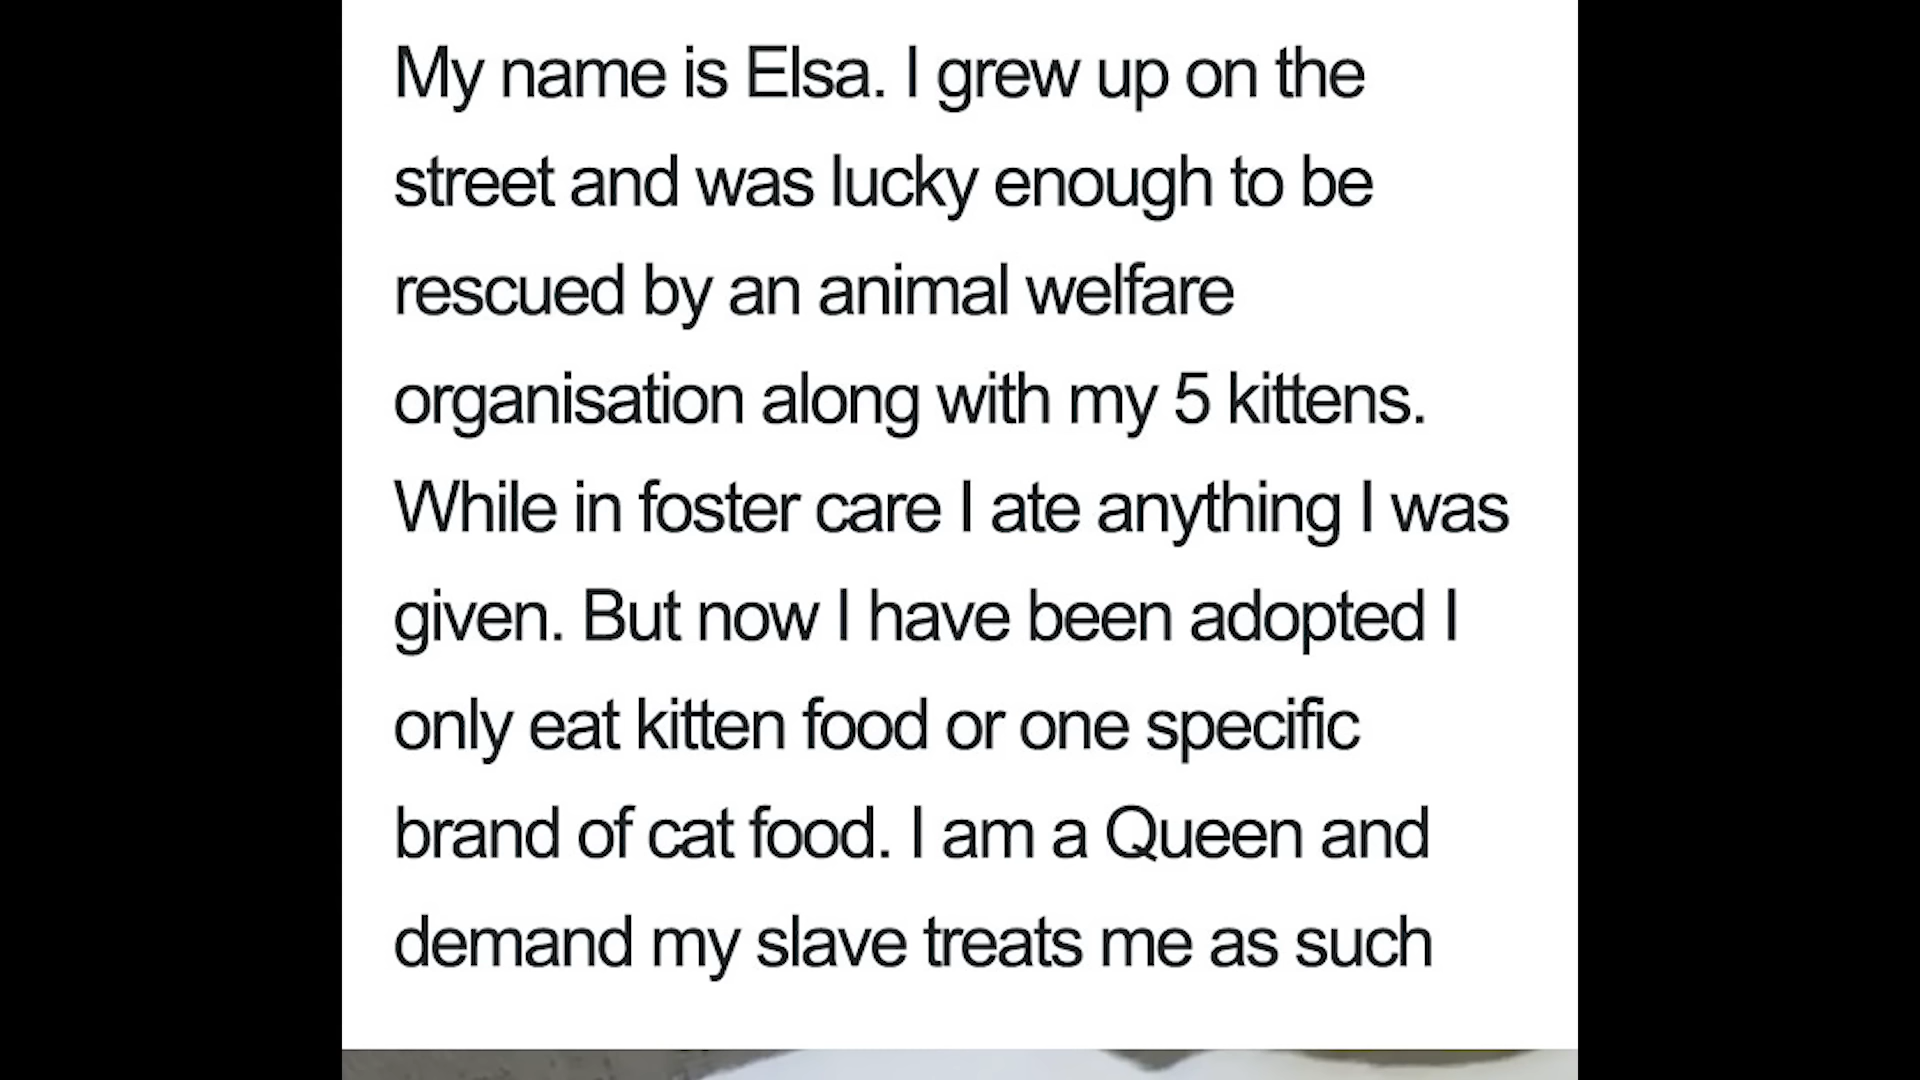 My name is Elsa. I grew up on the
street and was lucky enough to be
rescued by an animal welfare
organisation along with my 5 kittens.
While in foster care I ate anything I was
given. But now I have been adopted I
only eat kitten food or one specific
brand of cat food. I am a Queen and
demand my slave treats me as such